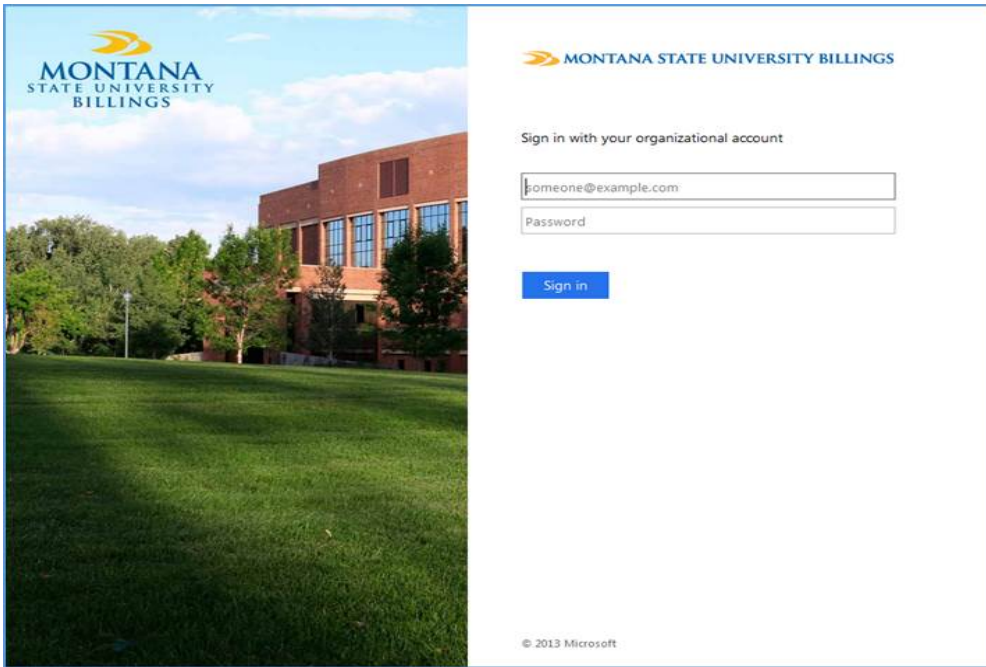 MONTANA
STATE UNIVERSITY
BILLINGS
MONTANA STATE UNIVERSITY BILLINGS
Sign in with your organizational account
someone@example.com
Password
Sign in
© 2013 Microsoft